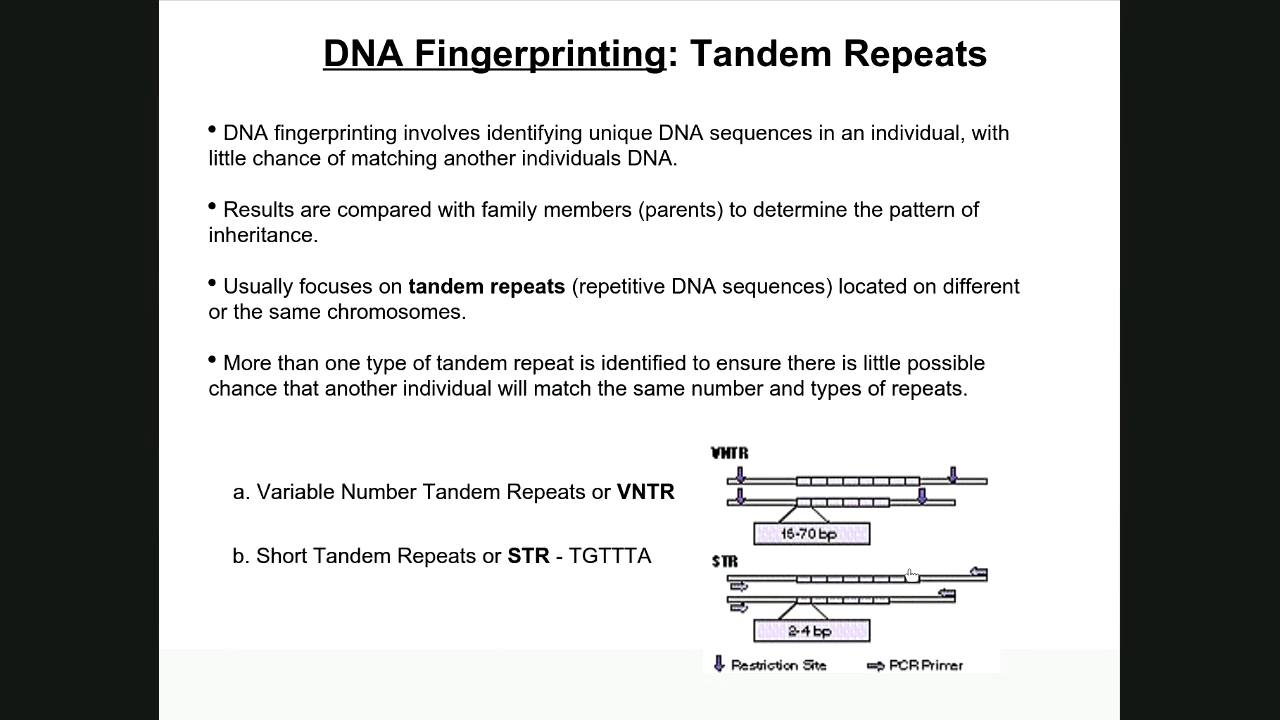 DNA Fingerprinting: Tandem Repeats
• DNA fingerprinting involves identifying unique DNA sequences in an individual, with
little chance of matching another individuals DNA.
• Results are compared with family members (parents) to determine the pattern of
inheritance.
• Usually focuses on tandem repeats (repetitive DNA sequences) located on different
or the same chromosomes.
• More than one type of tandem repeat is identified to ensure there is little possible
chance that another individual will match the same number and types of repeats.
a. Variable Number Tandem Repeats or VNTR
b. Short Tandem Repeats or STR - TGTTTA
VNTR
16-70 bp
STR
2-4 bp
Restriction Site
PCR Primer